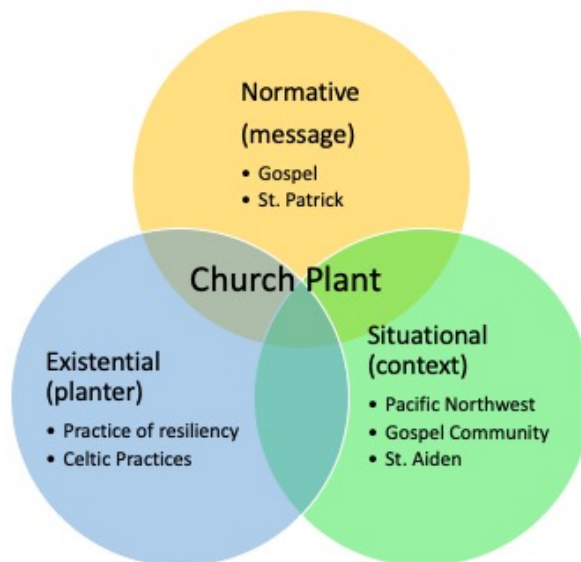 Normative
(message)
• Gospel
• St. Patrick
Church Plant
Existential
(planter)
• Practice of resiliency
• Celtic Practices
Situational
(context)
• Pacific Northwest
• Gospel Community
• St. Aiden